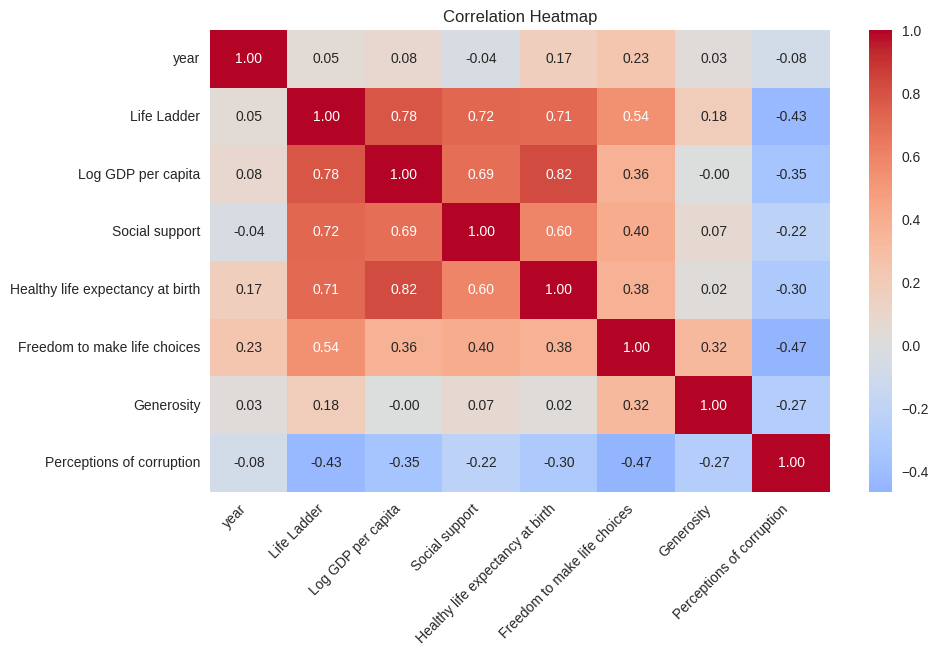 Correlation Heatmap
year 1.00 0.05 0.08 -0.04 0.17 0.23 0.03 -0.08
Life Ladder 0.05 1.00 0.78 0.72 0.71 0.54 0.18 -0.43
Log GDP per capita 0.08 0.78 1.00 0.69 0.82 0.36 -0.00 -0.35
Social support -0.04 0.72 0.69 1.00 0.60 0.40 0.07 -0.22
Healthy life expectancy at birth 0.17 0.71 0.82 0.60 1.00 0.38 0.02 -0.30
Freedom to make life choices 0.23 0.54 0.36 0.40 0.38 1.00 0.32 -0.47
Generosity 0.03 0.18 -0.00 0.07 0.02 0.32 1.00 -0.27
Perceptions of corruption -0.08 -0.43 -0.35 -0.22 -0.30 -0.47 -0.27 1.00
year
Life Ladder
Log GDP per capita
Social support
Healthy life expectancy at birth
Freedom to make life choices
Generosity
Perceptions of corruption
1.0
0.8
0.6
0.4
0.2
0.0
−0.2
−0.4